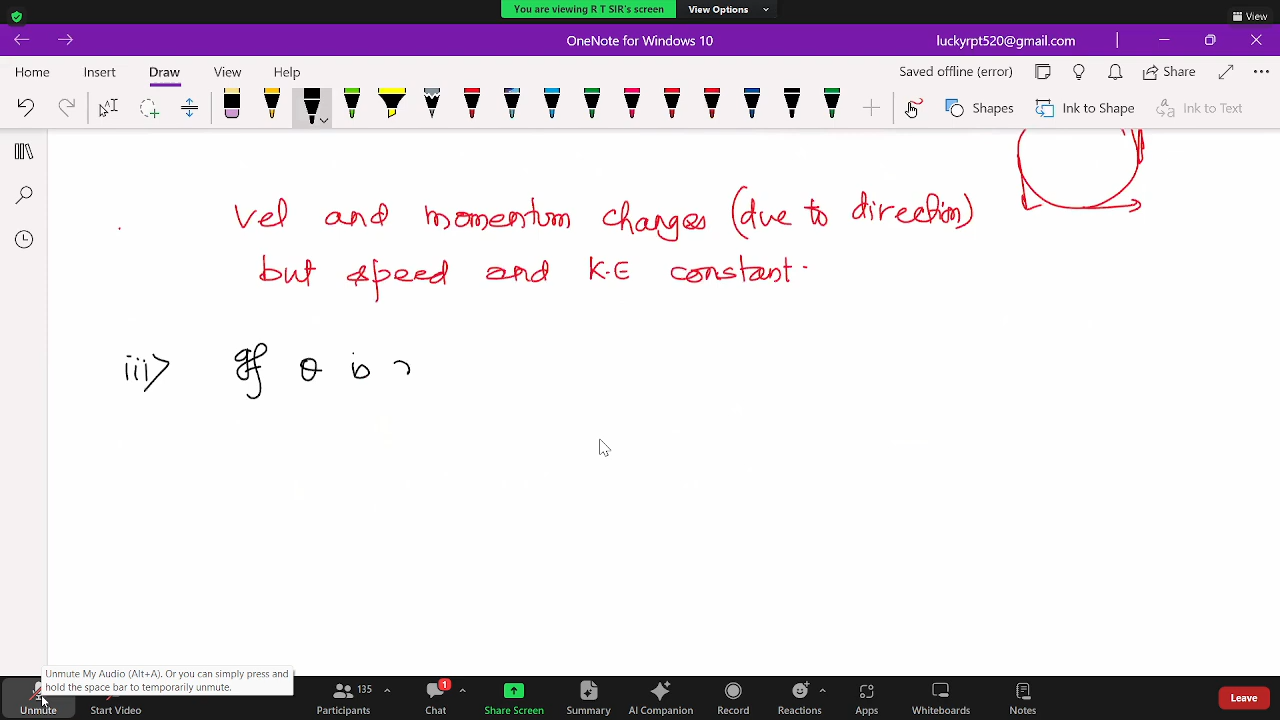 You are viewing R T SIR's screen
View Options
View
OneNote for Windows 10
luckyrpt520@gmail.com
Home
Insert
Draw
View
Help
Saved offline (error)
Share
Shapes
Ink to Shape
Ink to Text
vel and momentum changes (due to direction)
but speed and K.E constant.
iii> If θ is
Unmute My Audio (Alt+A). Or you can simply press and
hold the space bar to temporarily unmute.
Unmute
Start Video
135
Participants
1
Chat
Share Screen
Summary
AI Companion
Record
Reactions
Apps
Whiteboards
Notes
Leave